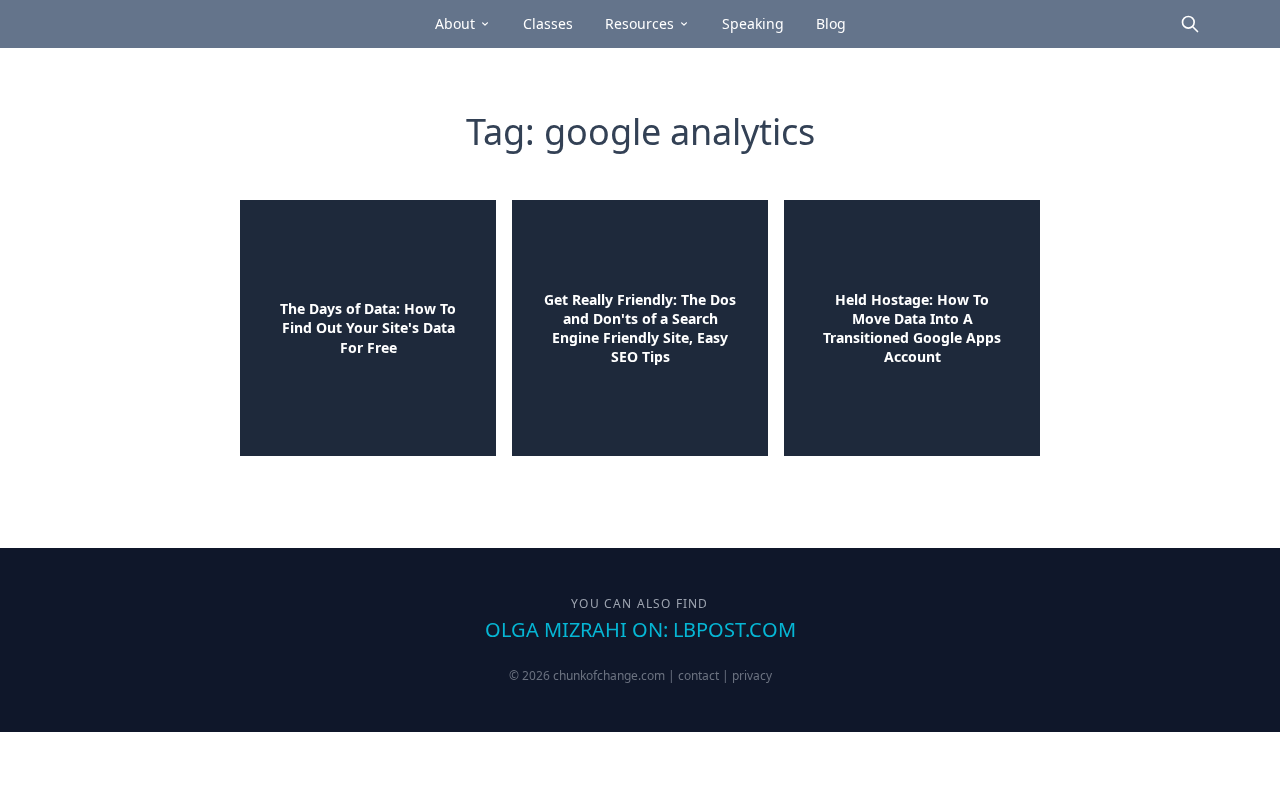 About
Classes
Resources
Speaking
Blog
Tag: google analytics
The Days of Data: How To
Find Out Your Site's Data
For Free
Get Really Friendly: The Dos
and Don'ts of a Search
Engine Friendly Site, Easy
SEO Tips
Held Hostage: How To
Move Data Into A
Transitioned Google Apps
Account
YOU CAN ALSO FIND
OLGA MIZRAHI ON: LBPOST.COM
© 2026 chunkofchange.com | contact | privacy